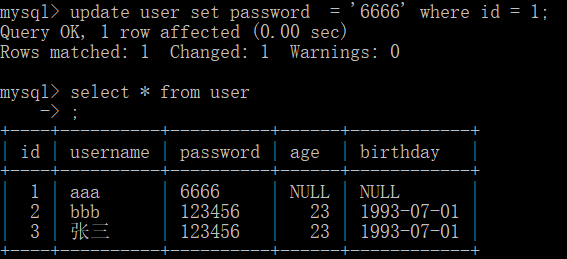 mysql> update user set password  = '6666' where id = 1;
Query OK, 1 row affected (0.00 sec)
Rows matched: 1  Changed: 1  Warnings: 0
mysql> select * from user
    -> ;
+----+----------+----------+------+------------+
| id | username | password | age  | birthday   |
+----+----------+----------+------+------------+
|  1 | aaa      | 6666     | NULL | NULL       |
|  2 | bbb      | 123456   |   23 | 1993-07-01 |
|  3 | 张三     | 123456   |   23 | 1993-07-01 |
+----+----------+----------+------+------------+